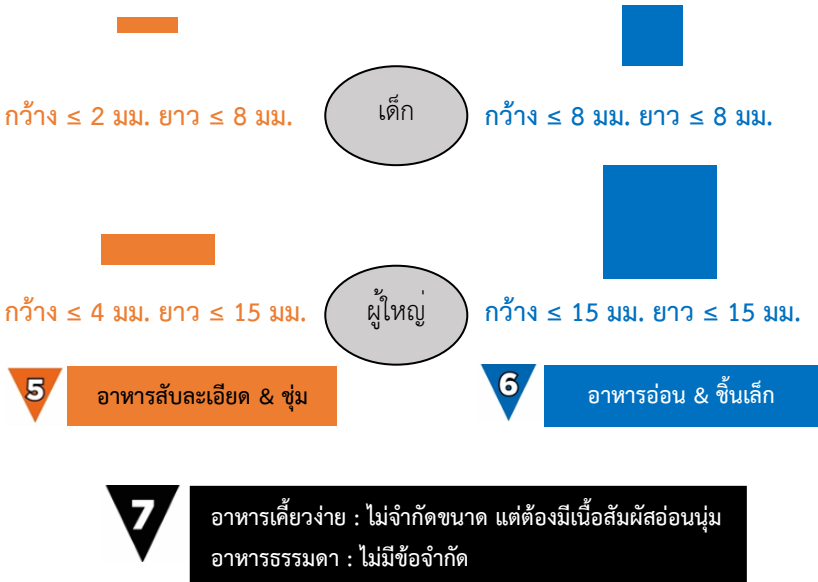 กว้าง ≤ 2 มม. ยาว ≤ 8 มม.
เด็ก
กว้าง ≤ 8 มม. ยาว ≤ 8 มม.
กว้าง ≤ 4 มม. ยาว ≤ 15 มม.
ผู้ใหญ่
กว้าง ≤ 15 มม. ยาว ≤ 15 มม.
5
อาหารสับละเอียด & ชุ่ม
6
อาหารอ่อน & ชิ้นเล็ก
7
อาหารเคี้ยวง่าย : ไม่จำกัดขนาด แต่ต้องมีเนื้อสัมผัสอ่อนนุ่ม
อาหารธรรมดา : ไม่มีข้อจำกัด